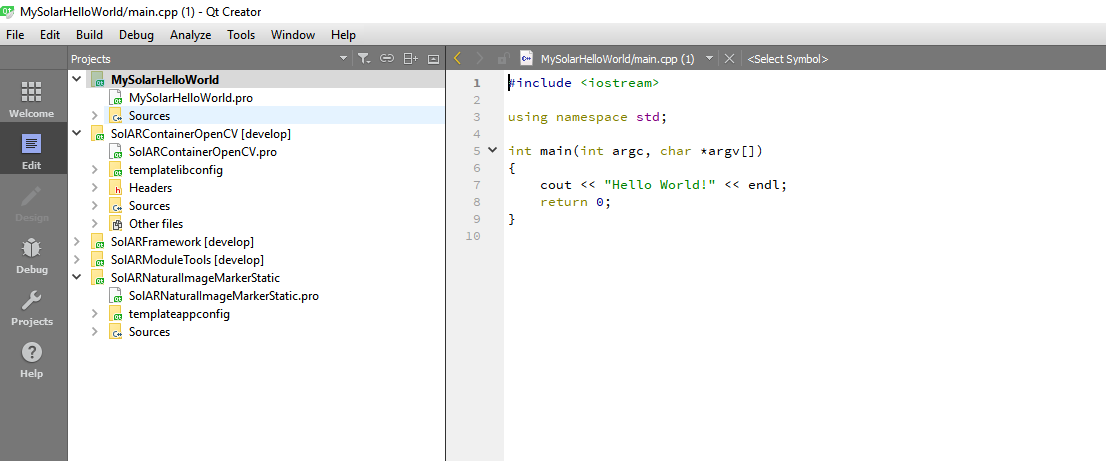 MySolarHelloWorld/main.cpp (1) - Qt Creator
File Edit Build Debug Analyze Tools Window Help
Projects
MySolarHelloWorld/main.cpp (1)
<Select Symbol>
Welcome
Edit
Design
Debug
Projects
Help
MySolarHelloWorld
MySolarHelloWorld.pro
Sources
SolARContainerOpenCV [develop]
SolARContainerOpenCV.pro
templatelibconfig
Headers
Sources
Other files
SolARFramework [develop]
SolARModuleTools [develop]
SolARNaturalImageMarkerStatic
SolARNaturalImageMarkerStatic.pro
templateappconfig
Sources
1 #include <iostream>
2
3 using namespace std;
4
5 int main(int argc, char *argv[])
6 {
7 cout << "Hello World!" << endl;
8 return 0;
9 }
10